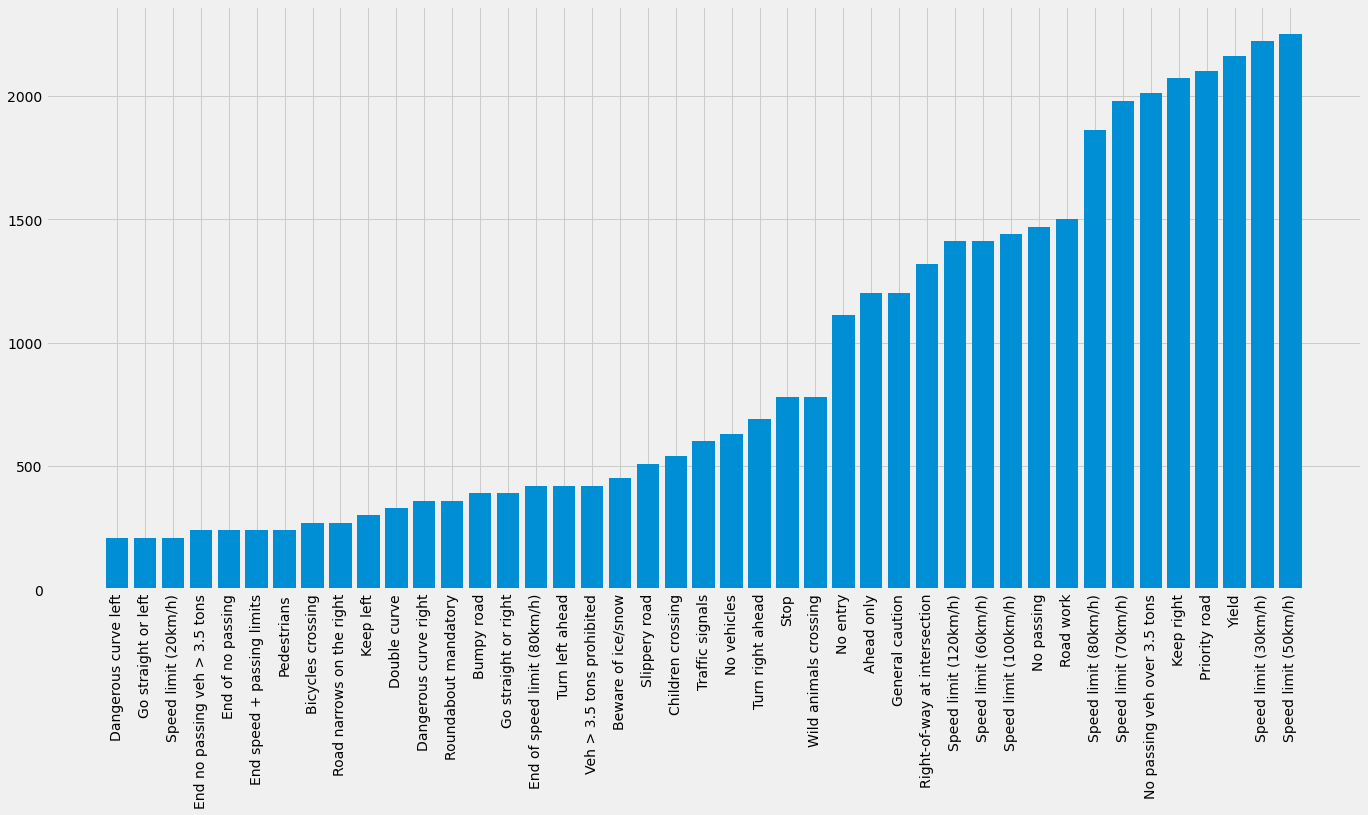 2000
1500
1000
500
0
Dangerous curve left
Go straight or left
Speed limit (20km/h)
End no passing veh > 3.5 tons
End of no passing
End speed + passing limits
Pedestrians
Bicycles crossing
Road narrows on the right
Keep left
Double curve
Dangerous curve right
Roundabout mandatory
Bumpy road
Go straight or right
End of speed limit (80km/h)
Turn left ahead
Veh > 3.5 tons prohibited
Beware of ice/snow
Slippery road
Children crossing
Traffic signals
No vehicles
Turn right ahead
Stop
Wild animals crossing
No entry
Ahead only
General caution
Right-of-way at intersection
Speed limit (120km/h)
Speed limit (60km/h)
Speed limit (100km/h)
No passing
Road work
Speed limit (80km/h)
Speed limit (70km/h)
No passing veh over 3.5 tons
Keep right
Priority road
Yield
Speed limit (30km/h)
Speed limit (50km/h)